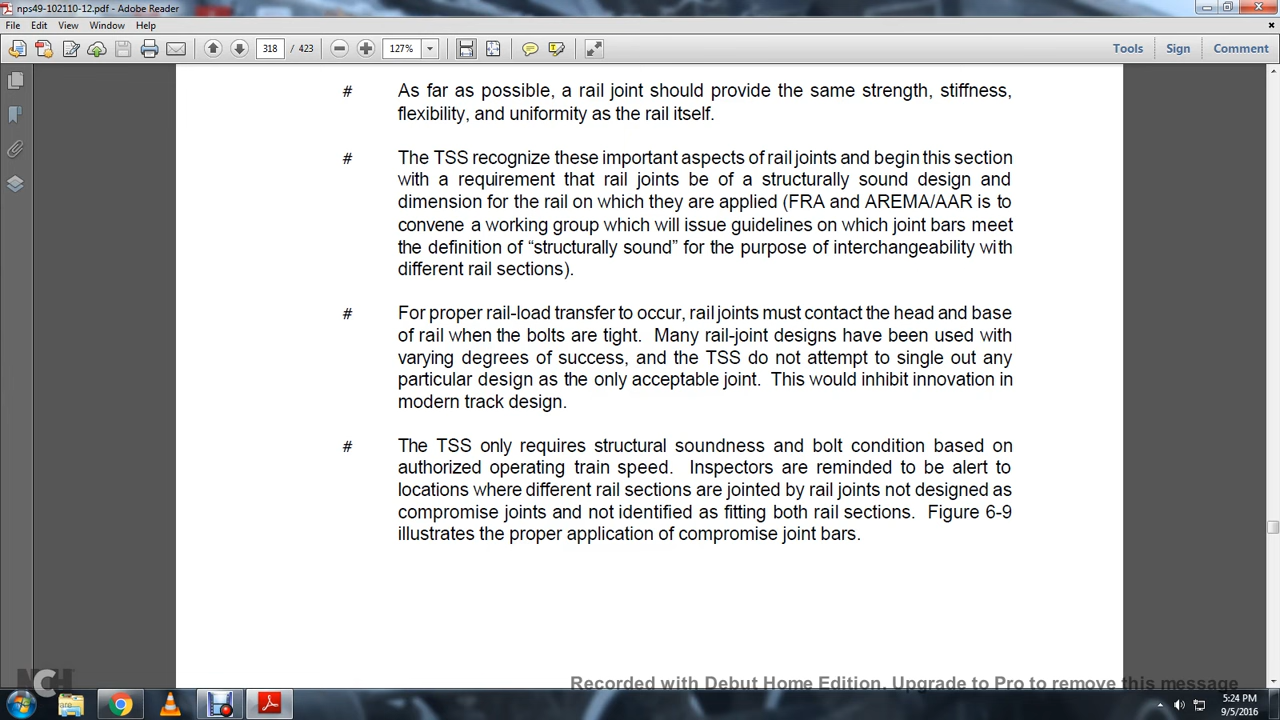 nps49-102110-12.pdf - Adobe Reader
File Edit View Window Help
318 / 423 127% Tools Sign Comment
# As far as possible, a rail joint should provide the same strength, stiffness,
flexibility, and uniformity as the rail itself.
# The TSS recognize these important aspects of rail joints and begin this section
with a requirement that rail joints be of a structurally sound design and
dimension for the rail on which they are applied (FRA and AREMA/AAR is to
convene a working group which will issue guidelines on which joint bars meet
the definition of “structurally sound” for the purpose of interchangeability with
different rail sections).
# For proper rail-load transfer to occur, rail joints must contact the head and base
of rail when the bolts are tight. Many rail-joint designs have been used with
varying degrees of success, and the TSS do not attempt to single out any
particular design as the only acceptable joint. This would inhibit innovation in
modern track design.
# The TSS only requires structural soundness and bolt condition based on
authorized operating train speed. Inspectors are reminded to be alert to
locations where different rail sections are jointed by rail joints not designed as
compromise joints and not identified as fitting both rail sections. Figure 6-9
illustrates the proper application of compromise joint bars.
Recorded with Debut Home Edition. Upgrade to Pro to remove this message
NCH
5:24 PM
9/5/2016